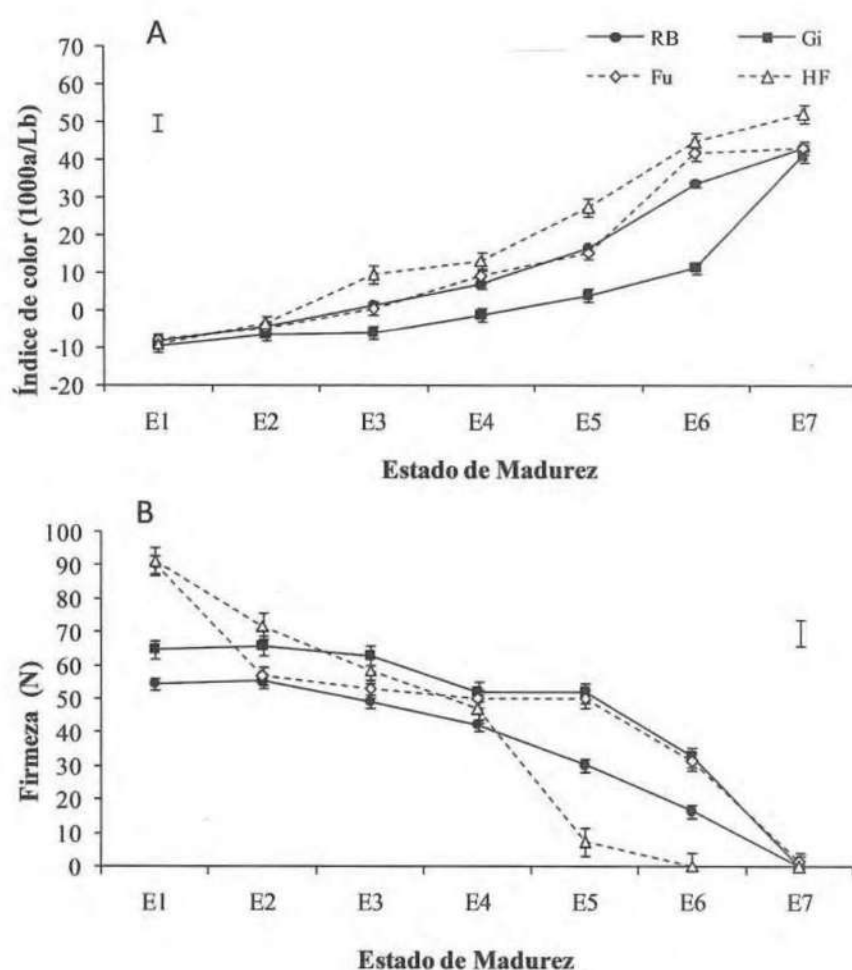 A
RB
Gi
Fu
HF
Índice de color (1000a/Lb)
70
60
50
40
30
20
10
0
-10
-20
E1 E2 E3 E4 E5 E6 E7
Estado de Madurez
B
Firmeza (N)
100
90
80
70
60
50
40
30
20
10
0
E1 E2 E3 E4 E5 E6 E7
Estado de Madurez